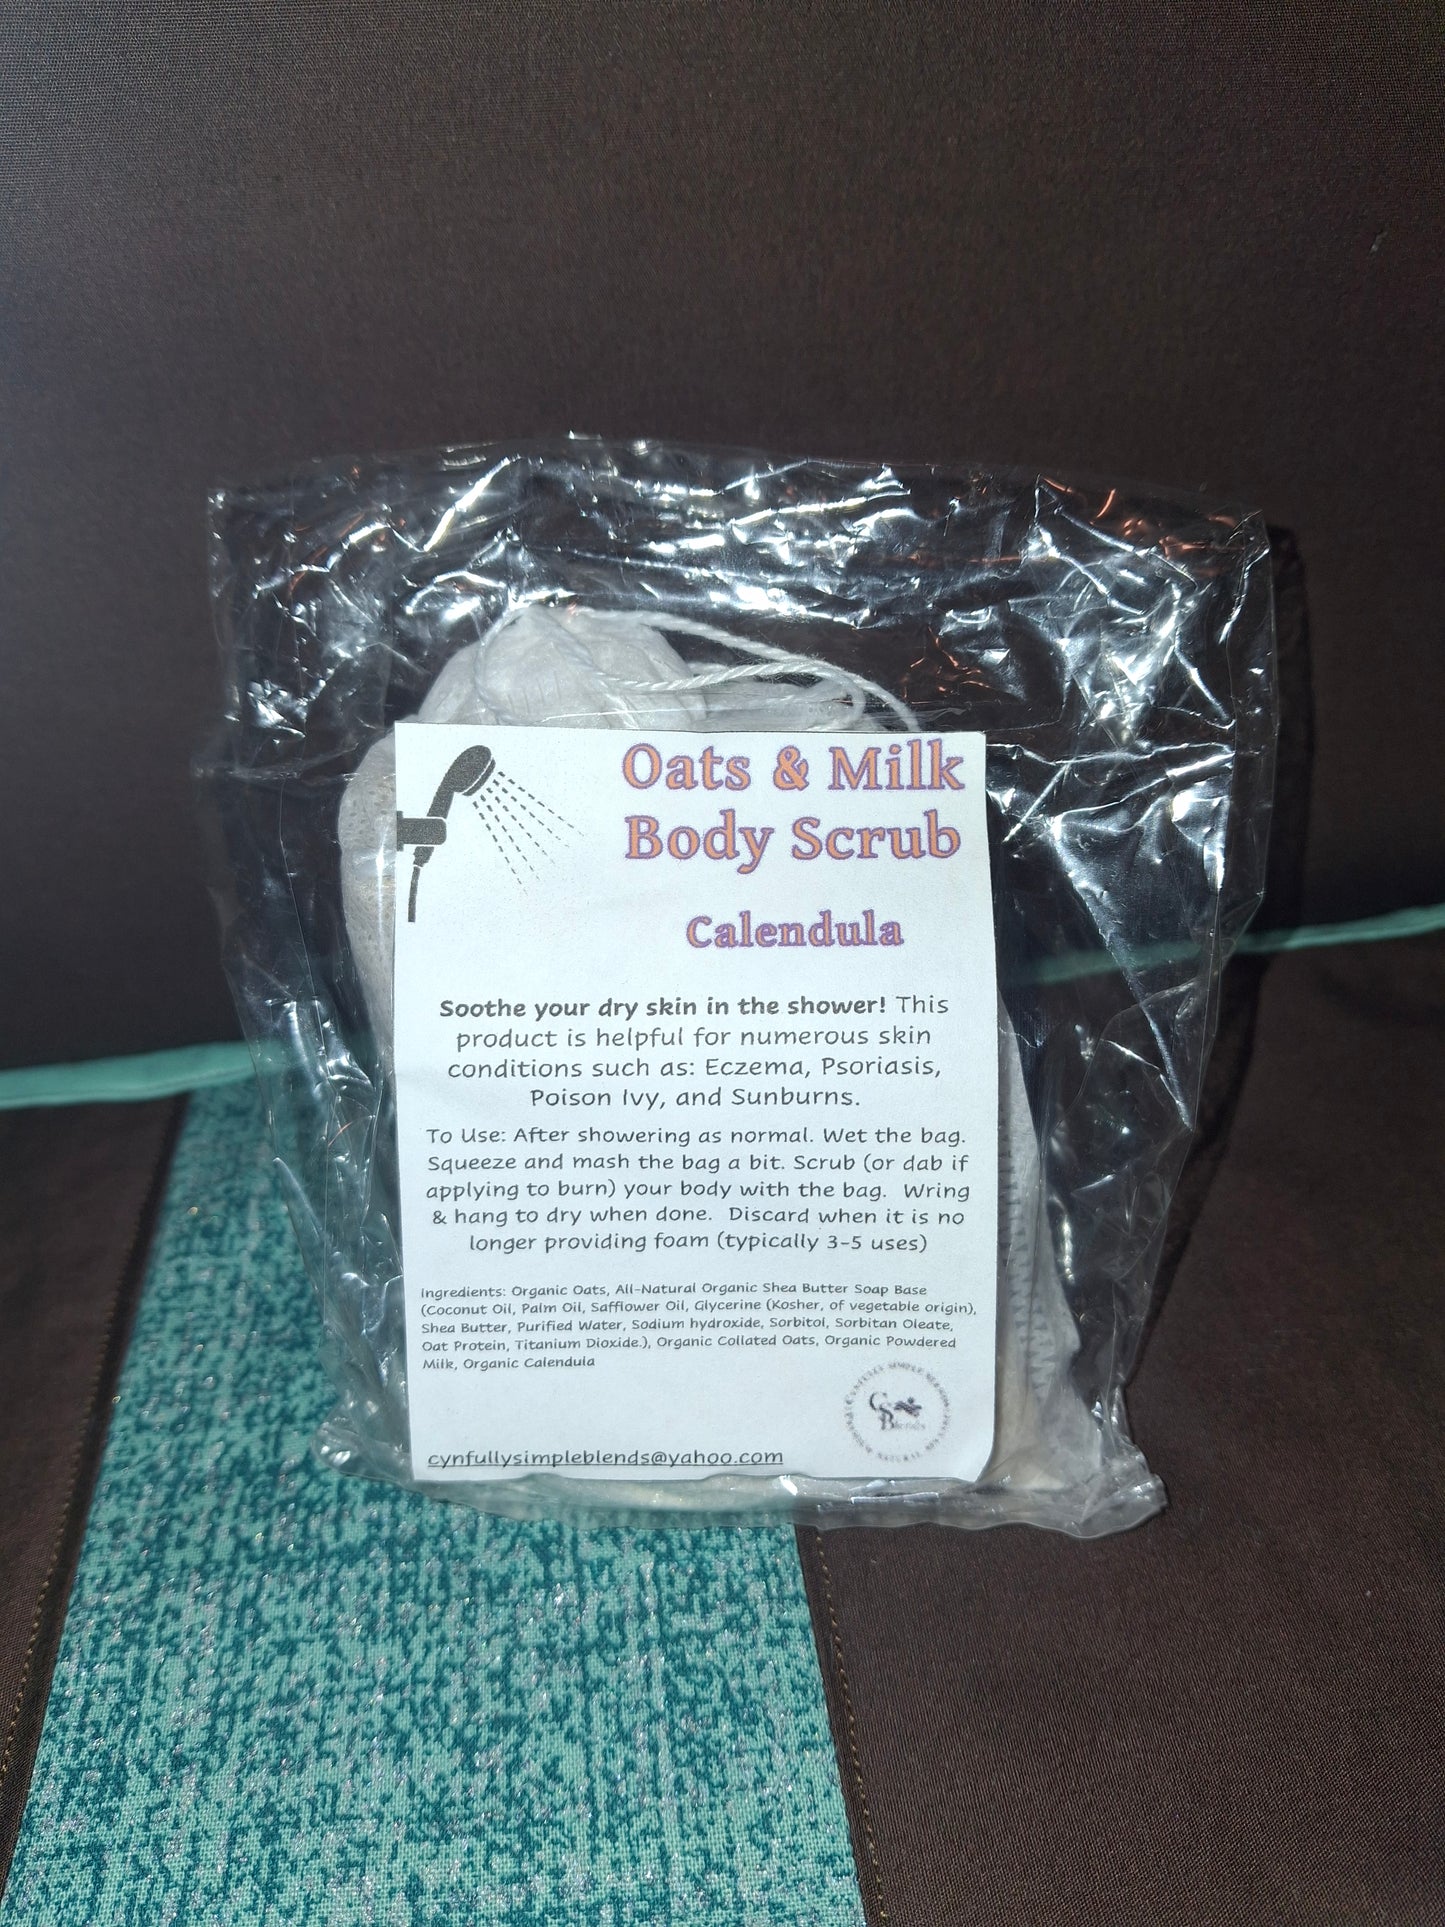 Oats & Milk
Body Scrub
Calendula
Soothe your dry skin in the shower! This
product is helpful for numerous skin
conditions such as: Eczema, Psoriasis,
Poison Ivy, and Sunburns.
To Use: After showering as normal. Wet the bag.
Squeeze and mash the bag a bit. Scrub (or dab if
applying to burn) your body with the bag. Wring
& hang to dry when done. Discard when it is no
longer providing foam (typically 3-5 uses)
Ingredients: Organic Oats, All-Natural Organic Shea Butter Soap Base
(Coconut Oil, Palm Oil, Safflower Oil, Glycerine (Kosher, of vegetable origin),
Shea Butter, Purified Water, Sodium hydroxide, Sorbitol, Sorbitan Oleate,
Oat Protein, Titanium Dioxide.), Organic Collated Oats, Organic Powdered
Milk, Organic Calendula
cynfullysimpleblends@yahoo.com